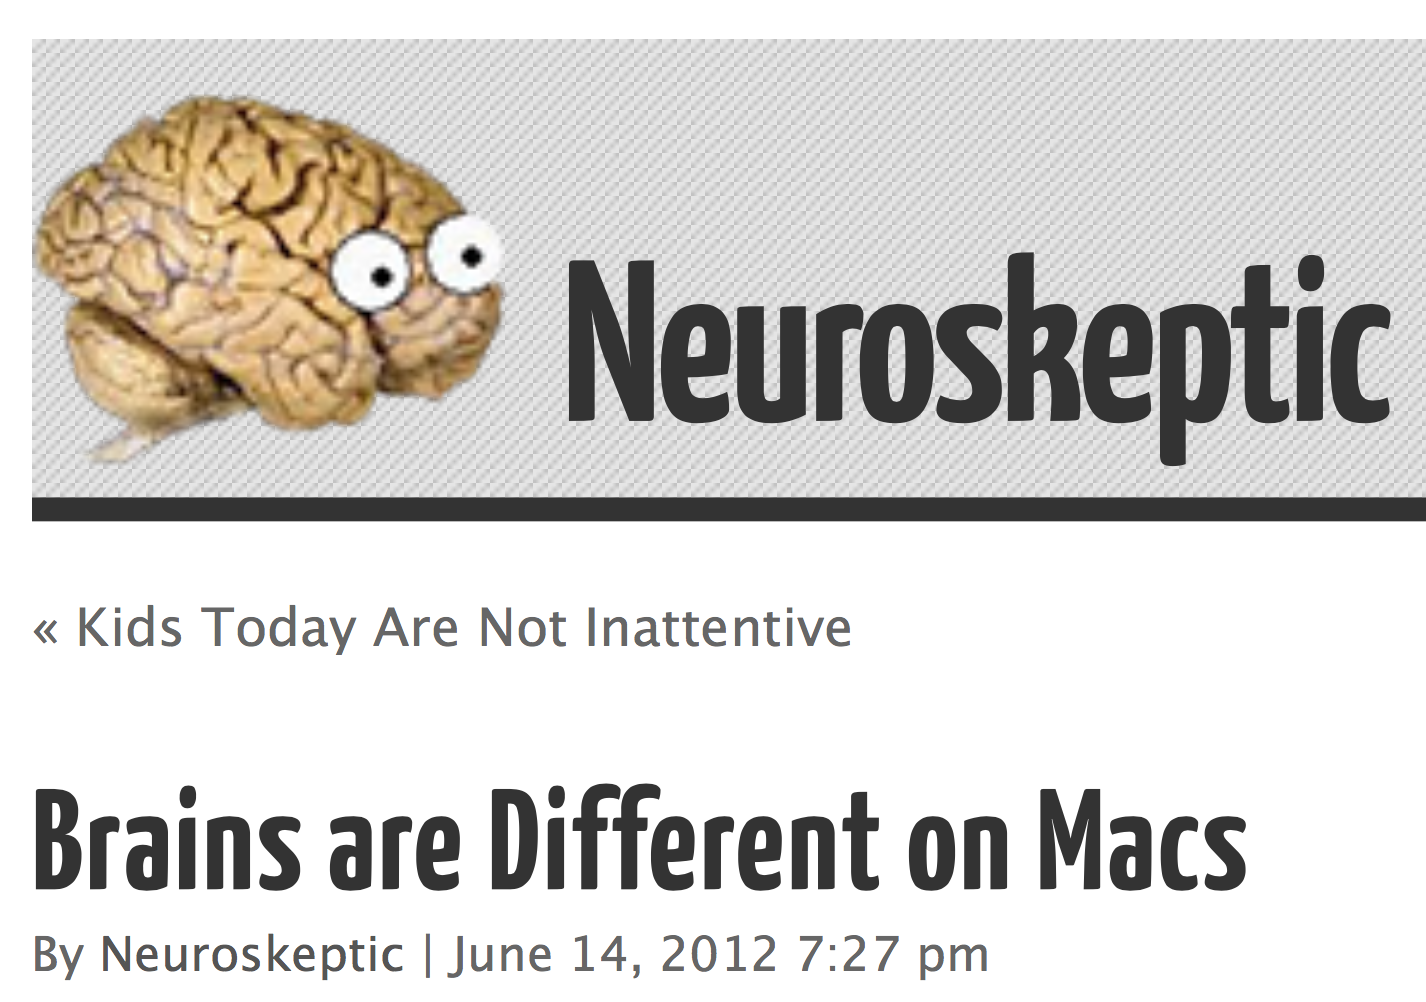 Neuroskeptic
« Kids Today Are Not Inattentive
Brains are Different on Macs
By Neuroskeptic | June 14, 2012 7:27 pm